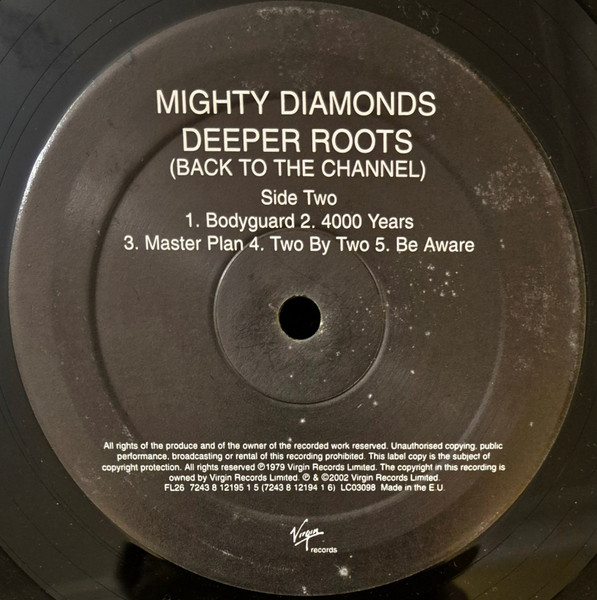 MIGHTY DIAMONDS
DEEPER ROOTS
(BACK TO THE CHANNEL)
Side Two
1. Bodyguard 2. 4000 Years
3. Master Plan 4. Two By Two 5. Be Aware
All rights of the produce and of the owner of the recorded work reserved. Unauthorised copying, public
performance, broadcasting or rental of this recording prohibited. This label copy is the subject of
copyright protection. All rights reserved ℗1979 Virgin Records Limited. The copyright in this recording is
owned by Virgin Records Limited. ℗ & ©2002 Virgin Records Limited.
FL26 7243 8 12195 1 5 (7243 8 12194 1 6) LC03098 Made in the E.U.
Virgin
records